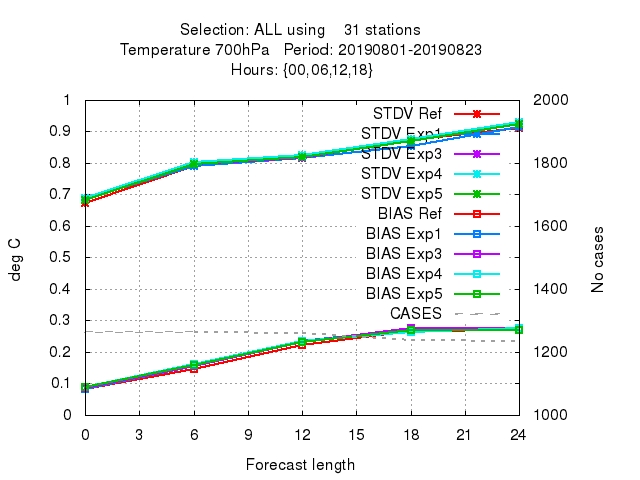 Selection: ALL using 31 stations
Temperature 700hPa Period: 20190801-20190823
Hours: {00,06,12,18}
1 2000
STDV Ref
0.9 STDV Exp1
0.8 STDV Exp3 1800
STDV Exp4
0.7 STDV Exp5
BIAS Ref
0.6 1600
BIAS Exp1
0.5 BIAS Exp3
0.4 BIAS Exp4 1400
BIAS Exp5
0.3 CASES
0.2 1200
0.1
0 1000
0 3 6 9 12 15 18 21 24
Forecast length
deg C
No cases